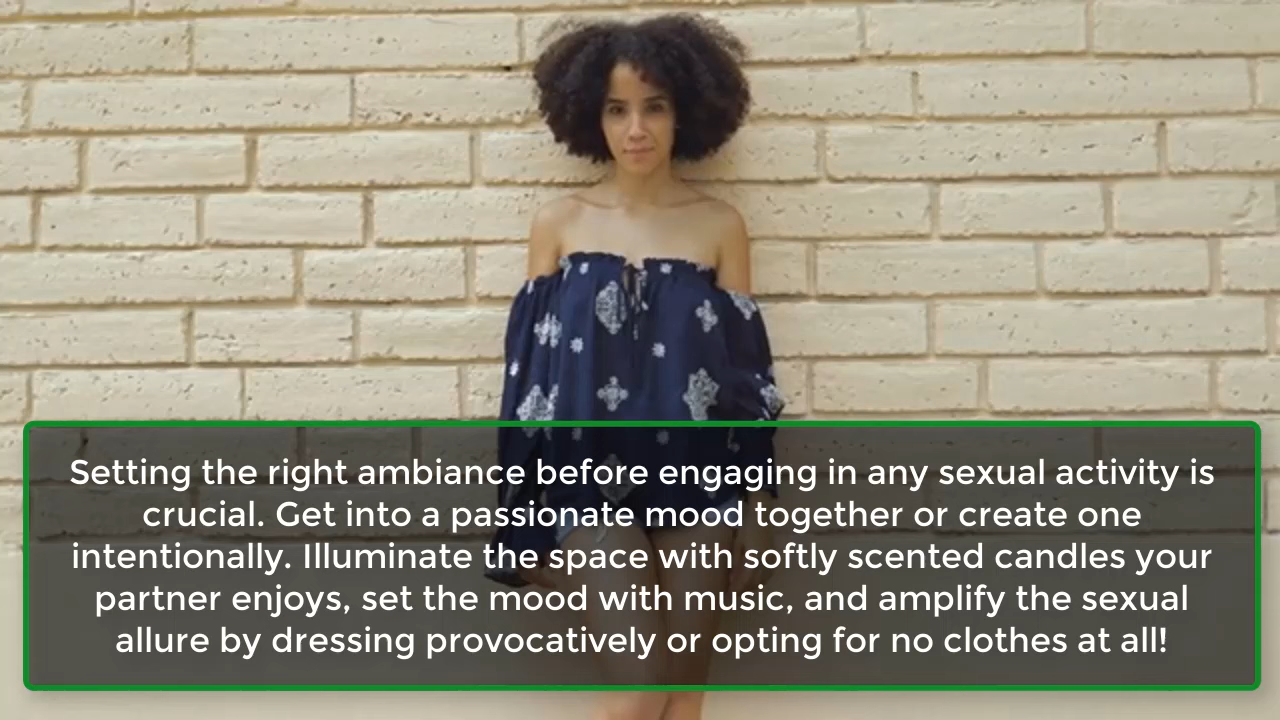 Setting the right ambiance before engaging in any sexual activity is
crucial. Get into a passionate mood together or create one
intentionally. Illuminate the space with softly scented candles your
partner enjoys, set the mood with music, and amplify the sexual
allure by dressing provocatively or opting for no clothes at all!